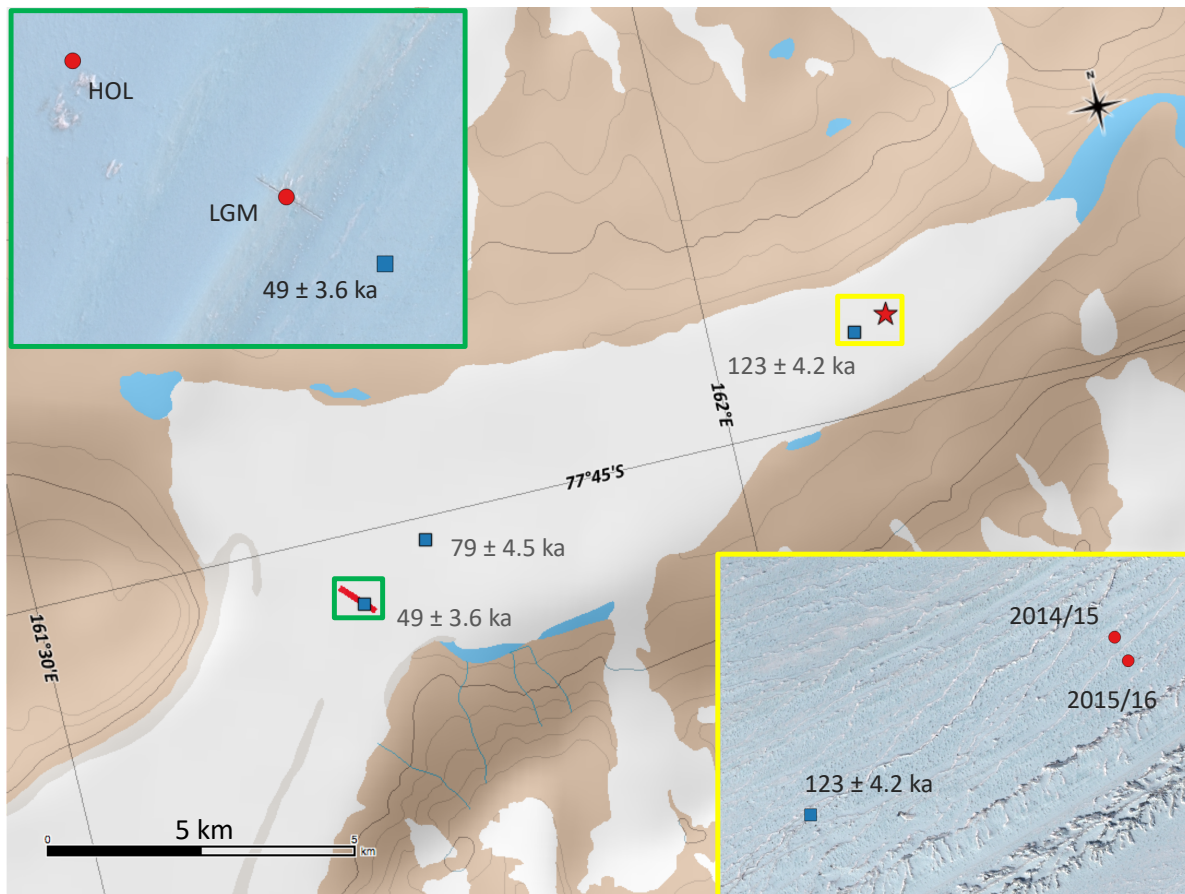 HOL
LGM
49 ± 3.6 ka
N
123 ± 4.2 ka
162°E
77°45'S
79 ± 4.5 ka
49 ± 3.6 ka
161°30'E
2014/15
2015/16
123 ± 4.2 ka
5 km
0
5
km